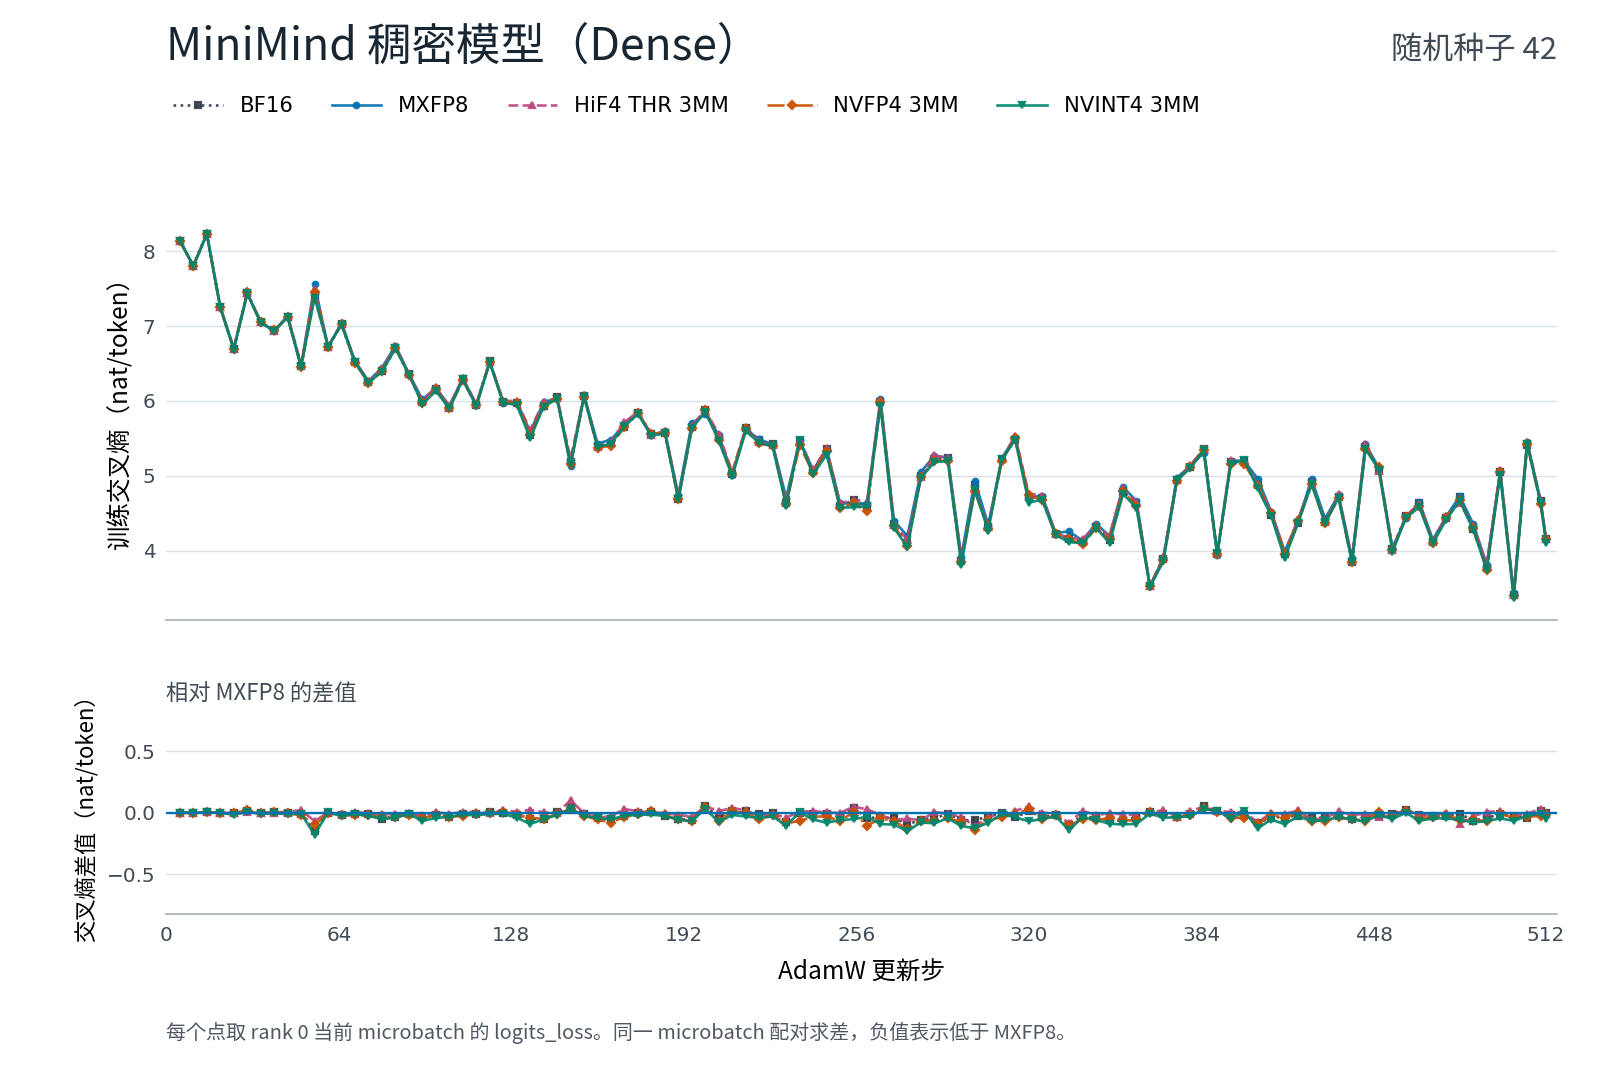 MiniMind 稠密模型（Dense）
随机种子 42
BF16 MXFP8 HiF4 THR 3MM NVFP4 3MM NVINT4 3MM
训练交叉熵（nat/token）
8
7
6
5
4
相对 MXFP8 的差值
交叉熵差值（nat/token）
0.5
0.0
−0.5
0 64 128 192 256 320 384 448 512
AdamW 更新步
每个点取 rank 0 当前 microbatch 的 logits_loss。同一 microbatch 配对求差，负值表示低于 MXFP8。